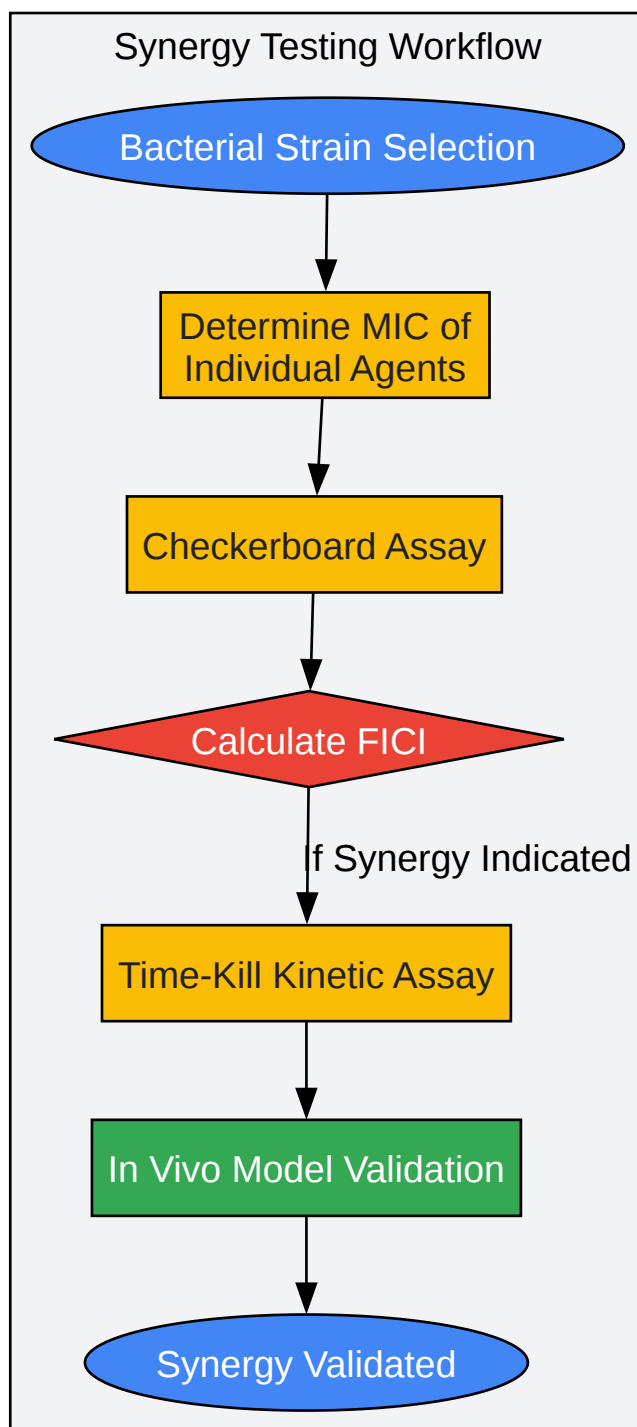 Synergy Testing Workflow
Bacterial Strain Selection
Determine MIC of
Individual Agents
Checkerboard Assay
Calculate FICI
If Synergy Indicated
Time-Kill Kinetic Assay
In Vivo Model Validation
Synergy Validated